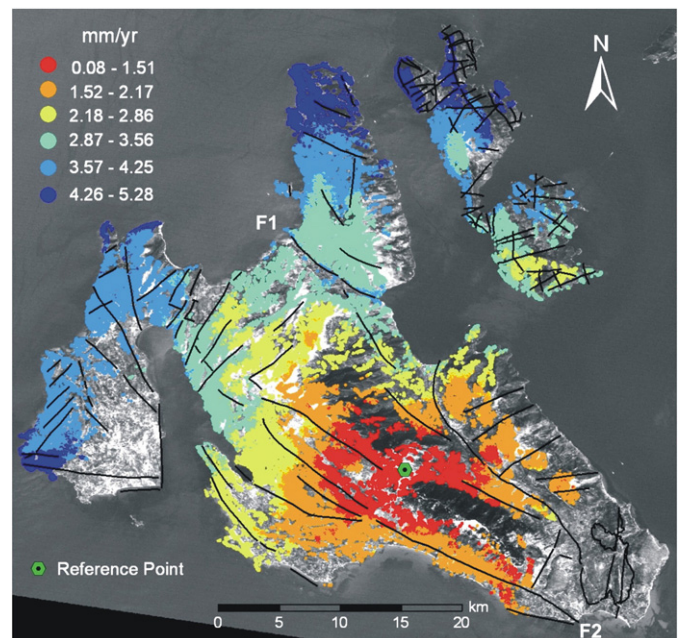 mm/yr
0.08 - 1.51
1.52 - 2.17
2.18 - 2.86
2.87 - 3.56
3.57 - 4.25
4.26 - 5.28
N
F1
Reference Point
0 5 10 15 20 km
F2